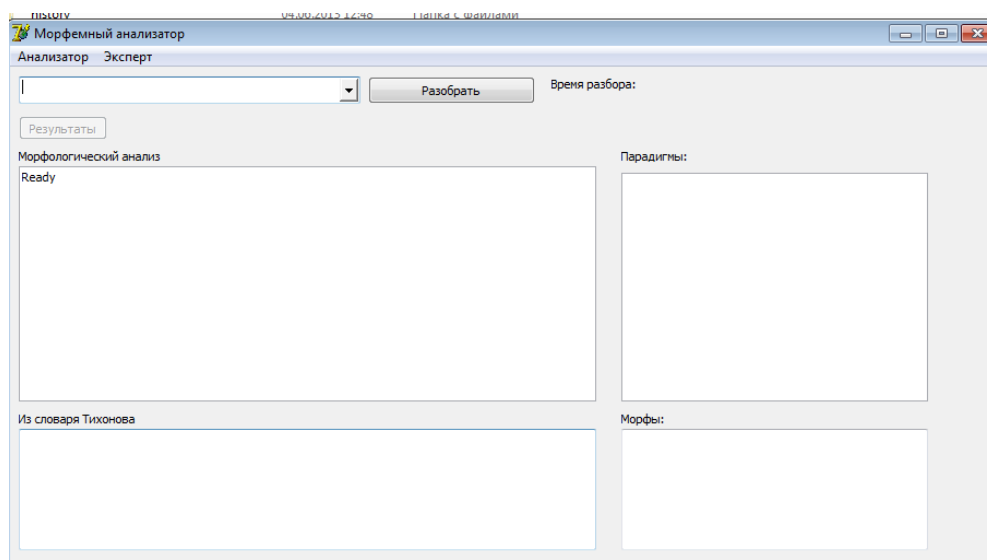 history 04.06.2015 12:48 Папка с файлами
Морфемный анализатор
Анализатор Эксперт
Разобрать Время разбора:
Результаты
Морфологический анализ Парадигмы:
Ready
Из словаря Тихонова Морфы: